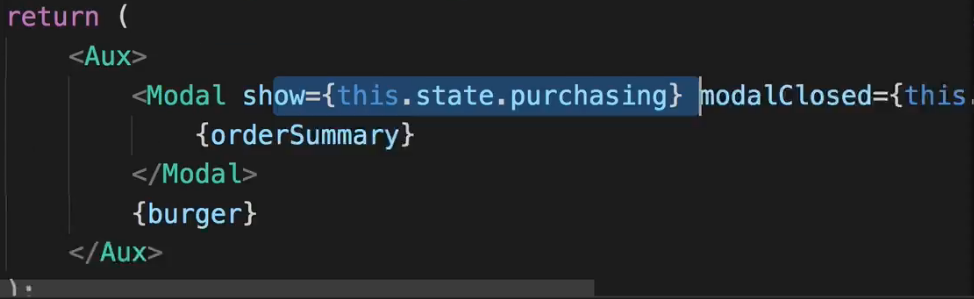 return (
<Aux>
<Modal show={this.state.purchasing} modalClosed={this.
{orderSummary}
</Modal>
{burger}
</Aux>
);